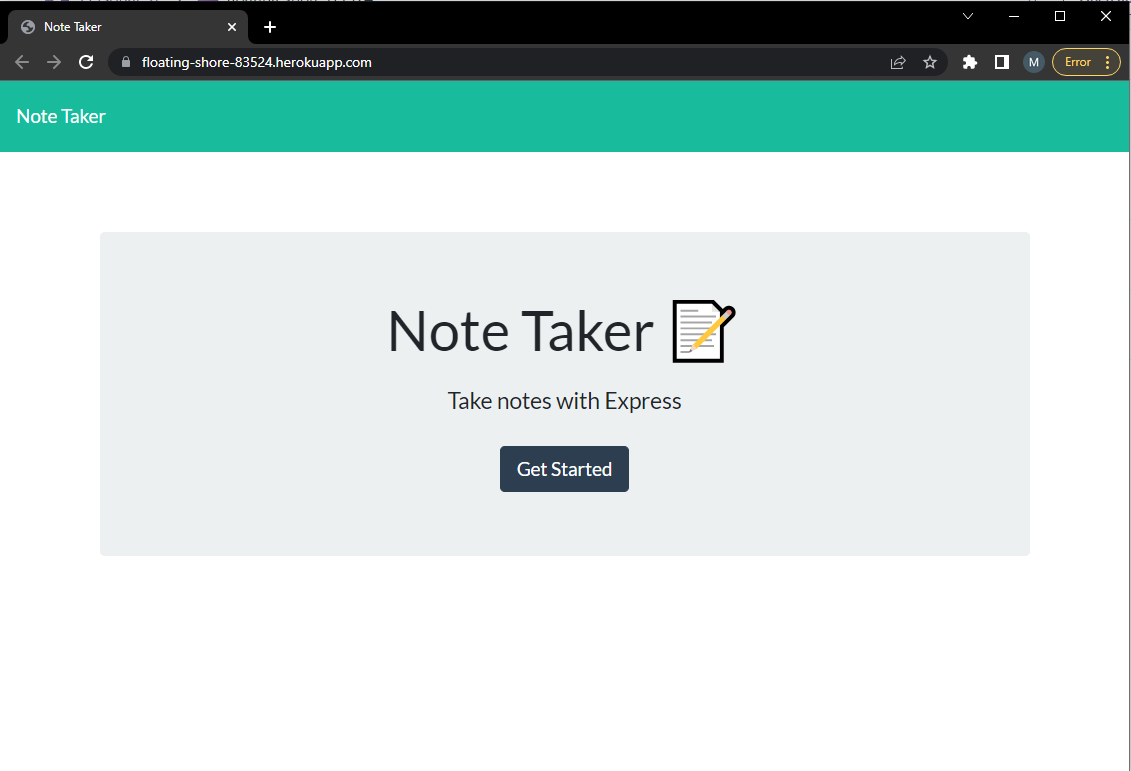 Note Taker
floating-shore-83524.herokuapp.com
M
Error
Note Taker
Note Taker
Take notes with Express
Get Started